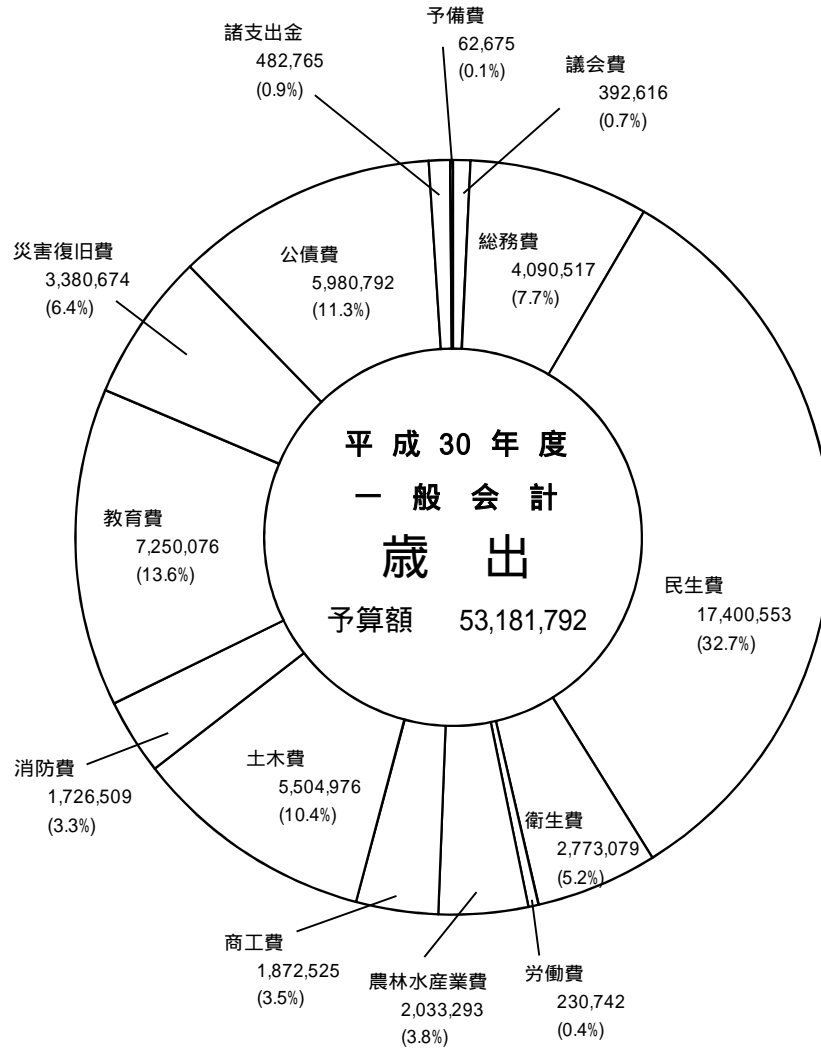 予備費
62,675
(0.1%)
議会費
392,616
(0.7%)
総務費
4,090,517
(7.7%)
民生費
17,400,553
(32.7%)
衛生費
2,773,079
(5.2%)
労働費
230,742
(0.4%)
農林水産業費
2,033,293
(3.8%)
商工費
1,872,525
(3.5%)
土木費
5,504,976
(10.4%)
消防費
1,726,509
(3.3%)
教育費
7,250,076
(13.6%)
災害復旧費
3,380,674
(6.4%)
公債費
5,980,792
(11.3%)
諸支出金
482,765
(0.9%)
平成30年度
一般会計
歳出
予算額 53,181,792